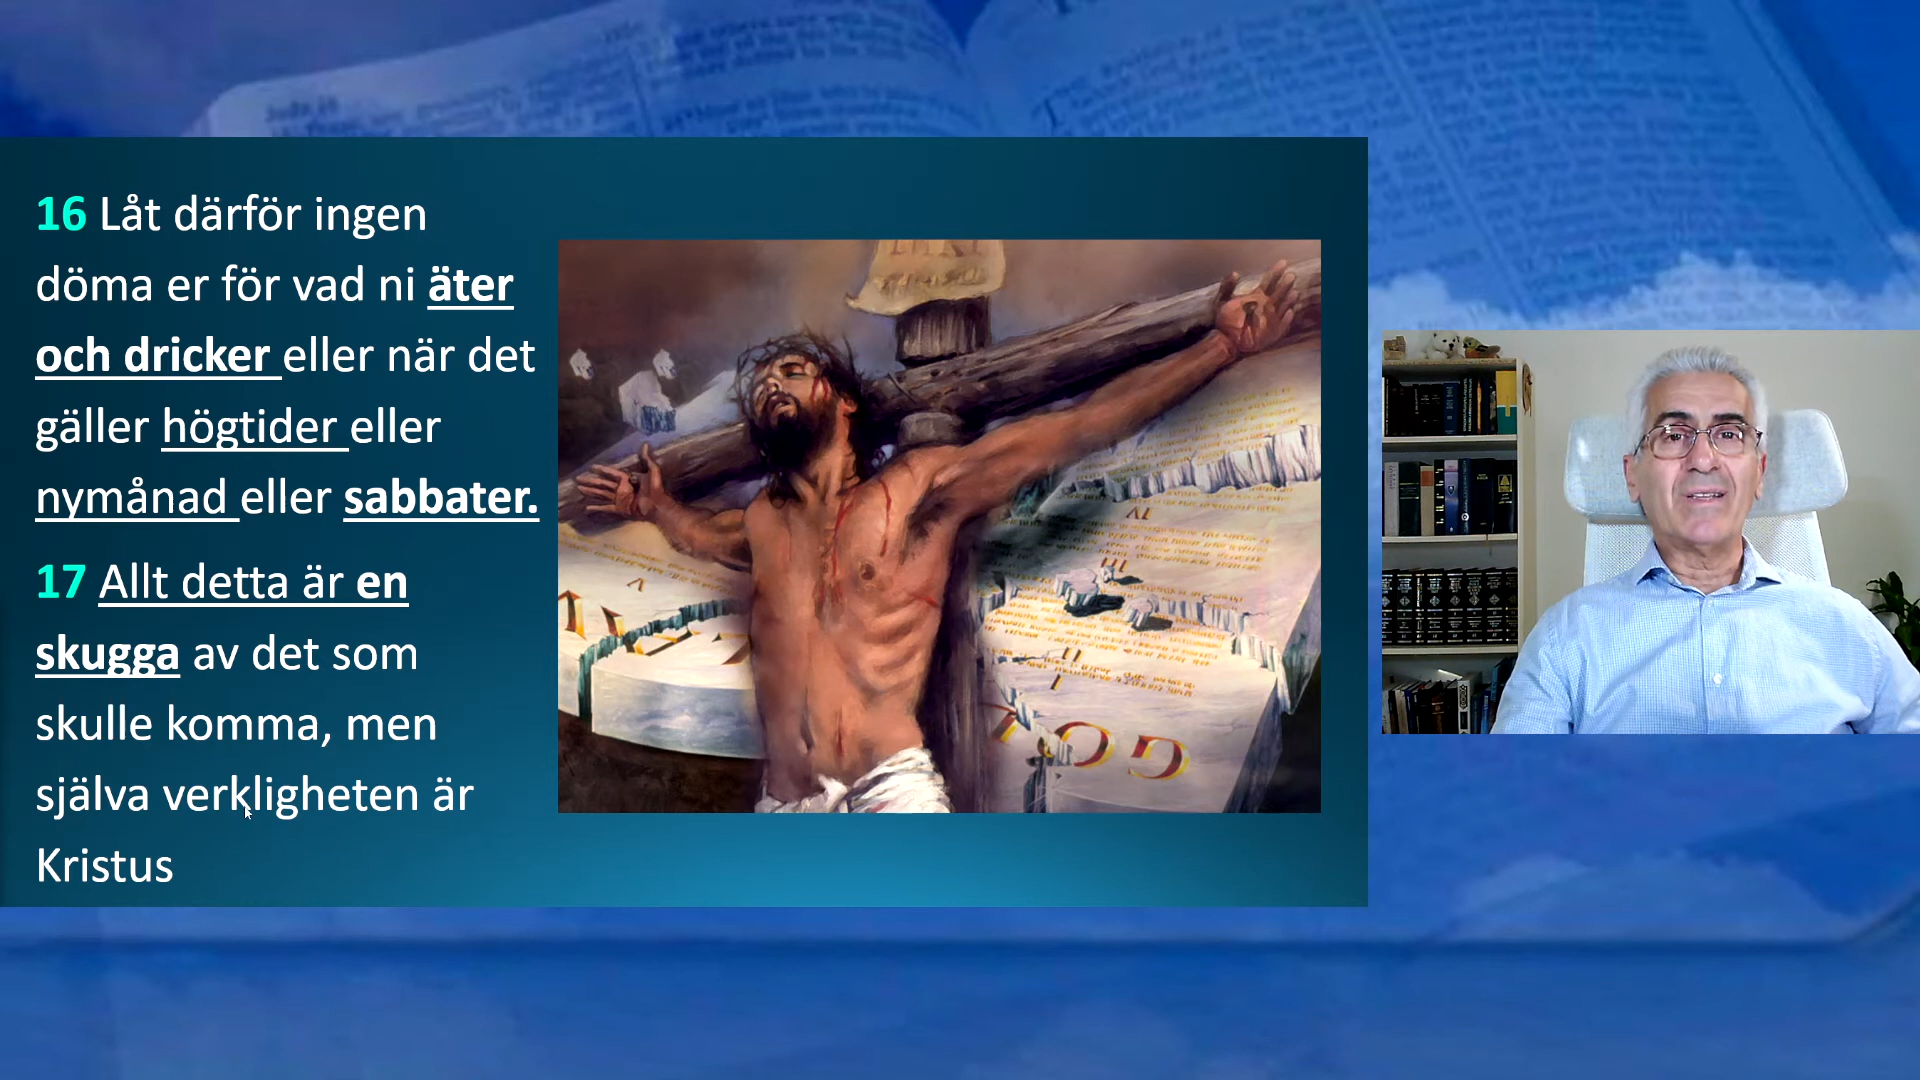 16 Låt därför ingen
döma er för vad ni äter
och dricker eller när det
gäller högtider eller
nymånad eller sabbater.
17 Allt detta är en
skugga av det som
skulle komma, men
själva verkligheten är
Kristus